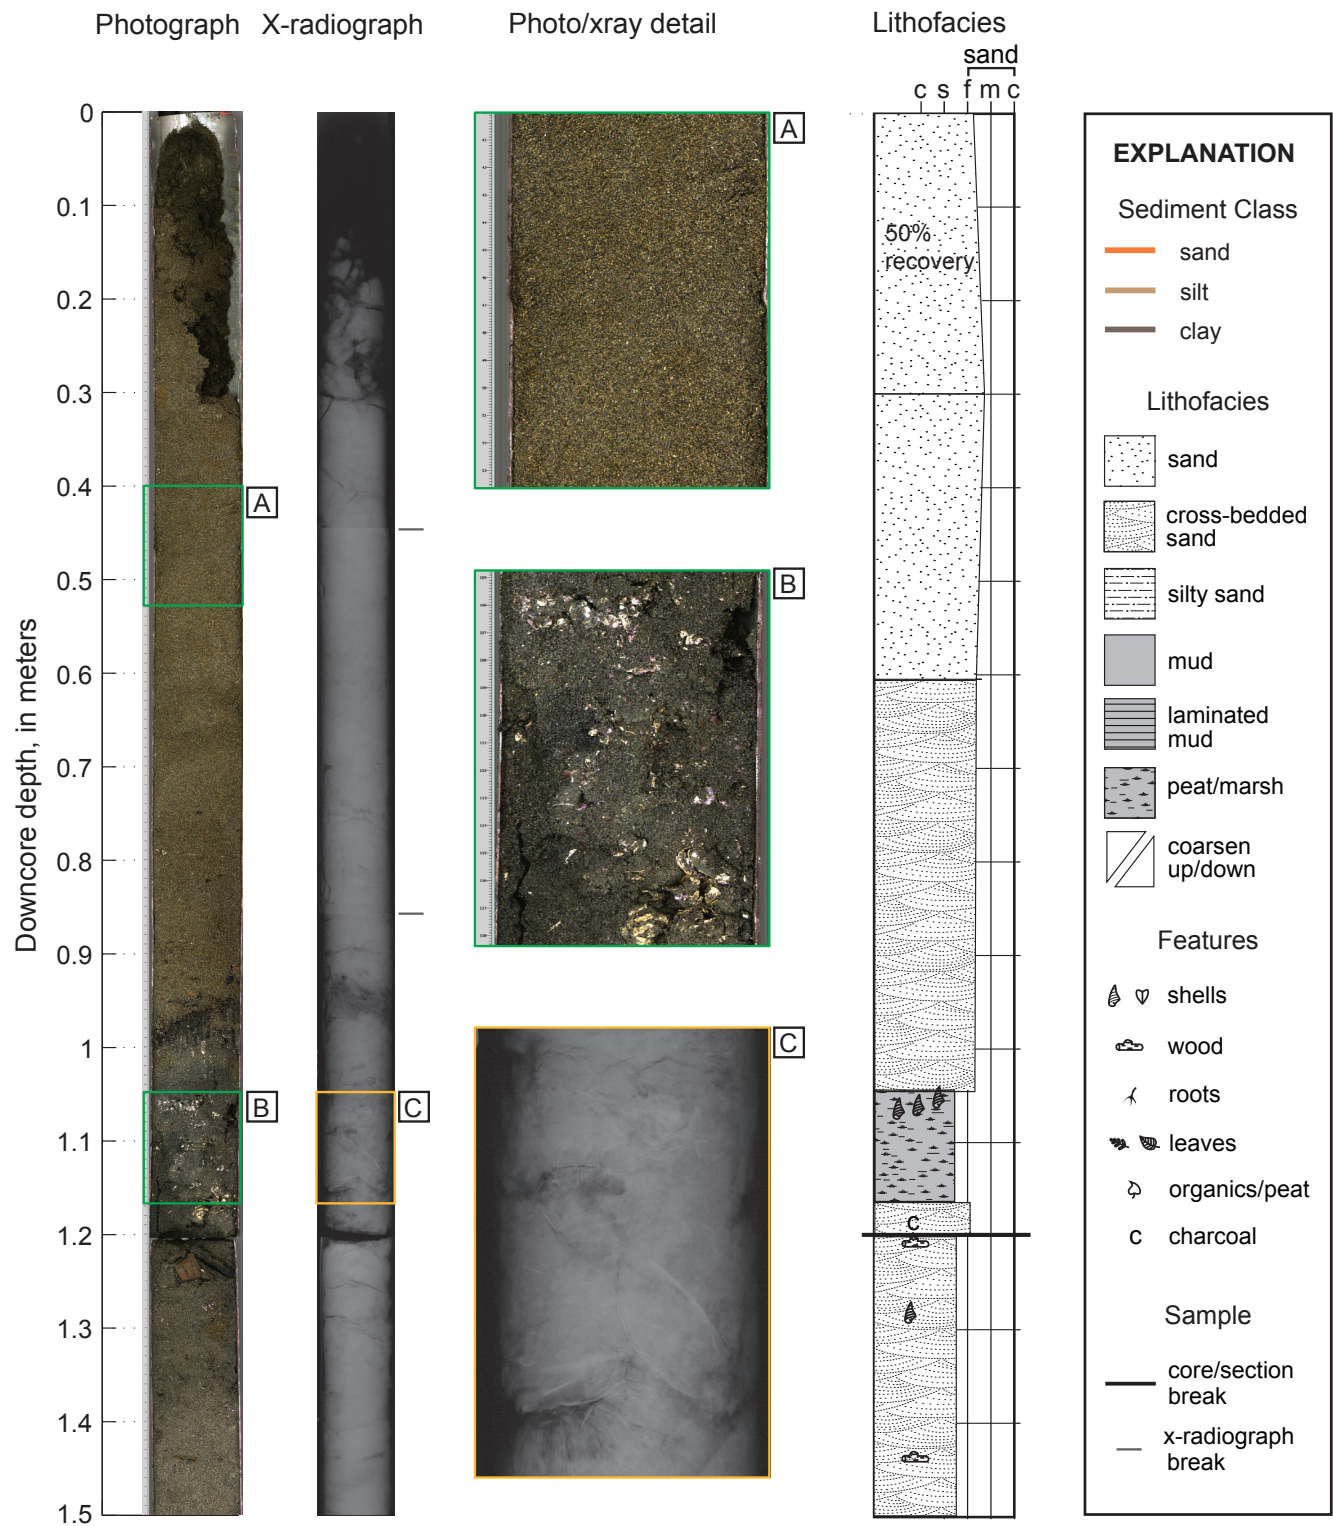 Photograph X-radiograph Photo/xray detail Lithofacies
sand
c s f m c
Downcore depth, in meters
0
0.1
0.2
0.3
0.4
0.5
0.6
0.7
0.8
0.9
1
1.1
1.2
1.3
1.4
1.5
A
B
C
A
B
C
50%
recovery
c
EXPLANATION
Sediment Class
sand
silt
clay
Lithofacies
sand
cross-bedded
sand
silty sand
mud
laminated
mud
peat/marsh
coarsen
up/down
Features
shells
wood
roots
leaves
organics/peat
c charcoal
Sample
core/section
break
x-radiograph
break